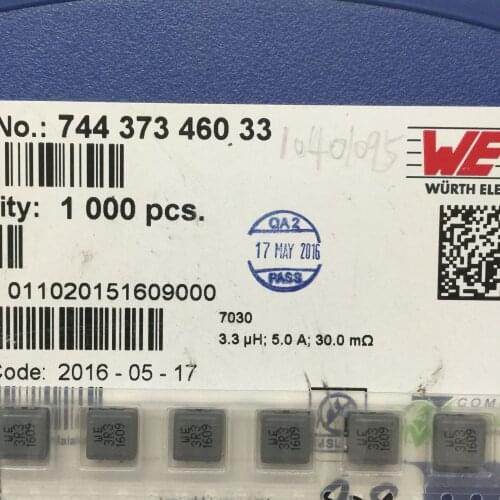 No.: 744 373 460 33
10401095
WE
WÜRTH ELE
ity: 1 000 pcs.
QA2
17 MAY 2016
PASS
011020151609000
7030
3.3 µH; 5.0 A; 30.0 mΩ
Code: 2016 - 05 - 17
COM
WE
3R3
1609
WE
3R3
1609
WE
3R3
1609
WE
3R3
1609
WE
3R3
1609
WE
3R3
1609